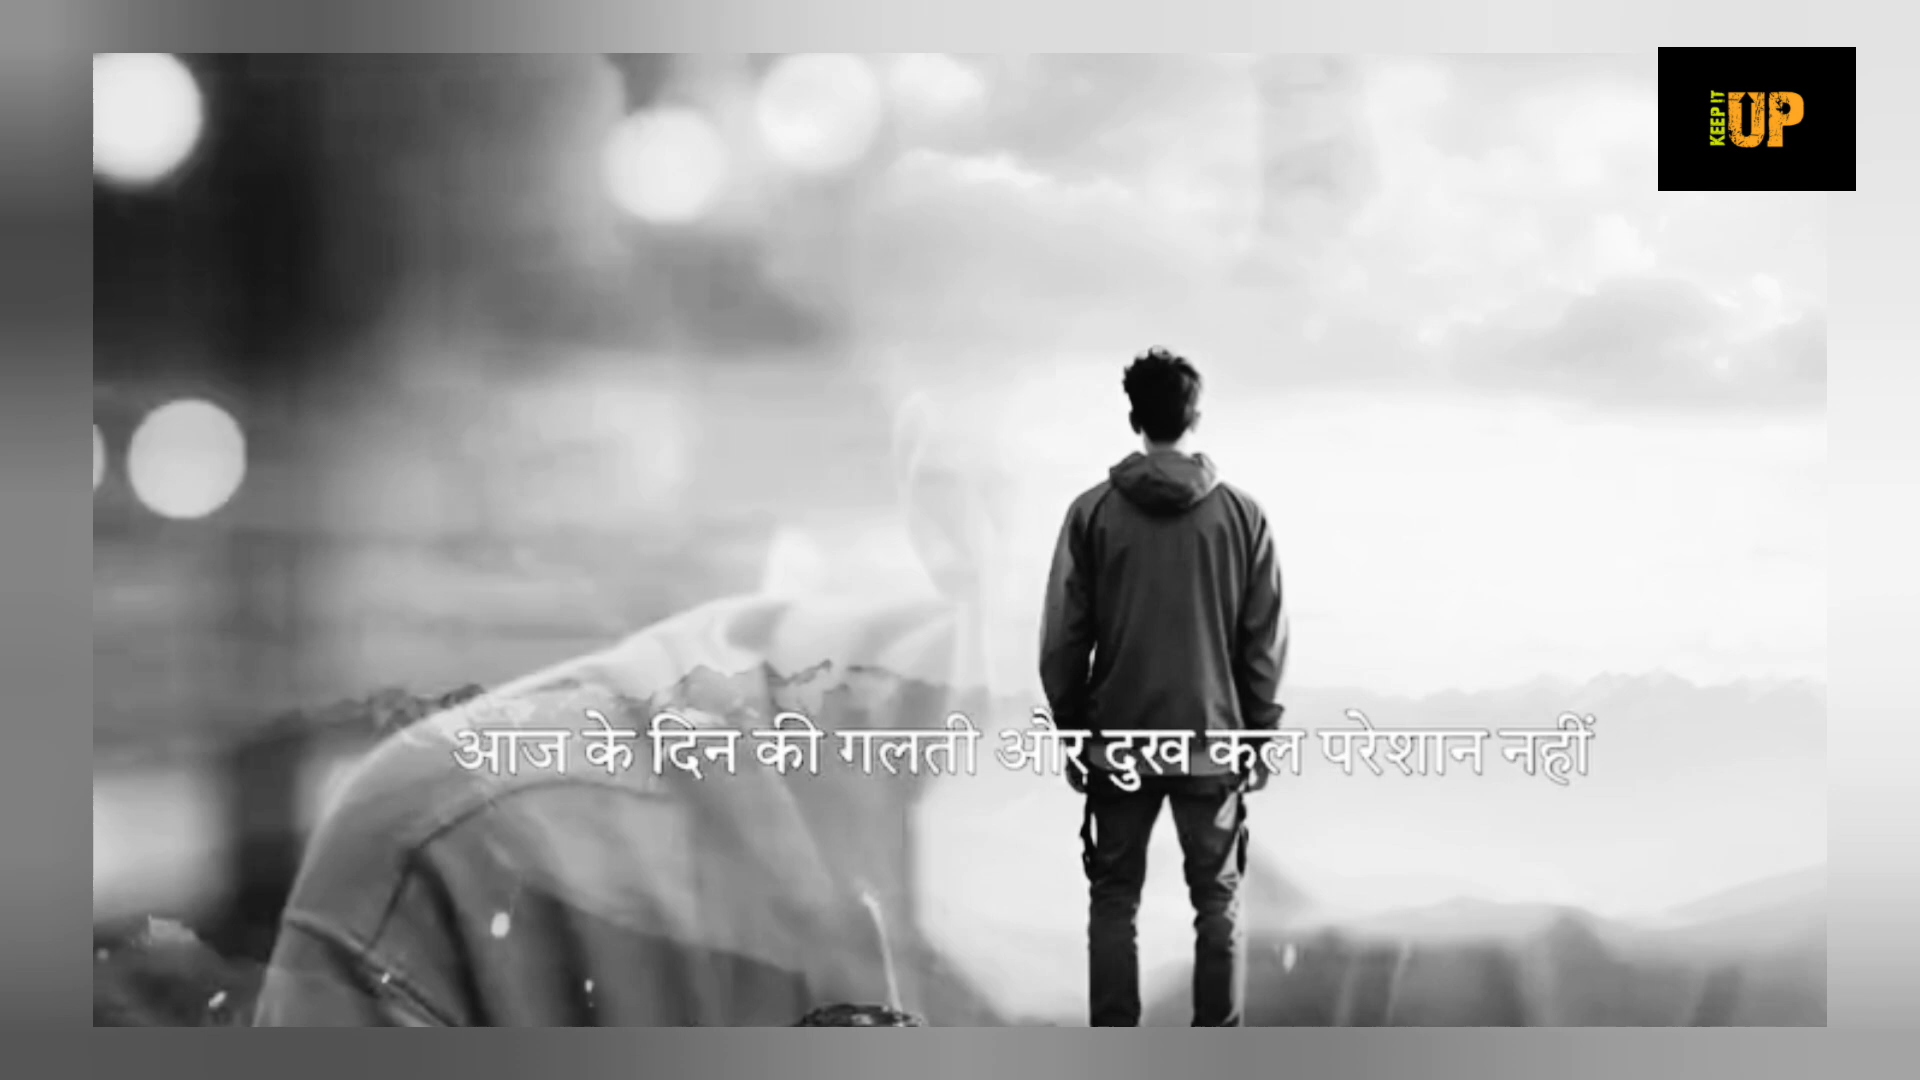 KEEP IT UP
आज के दिन की गलती और दुख कल परेशान नहीं